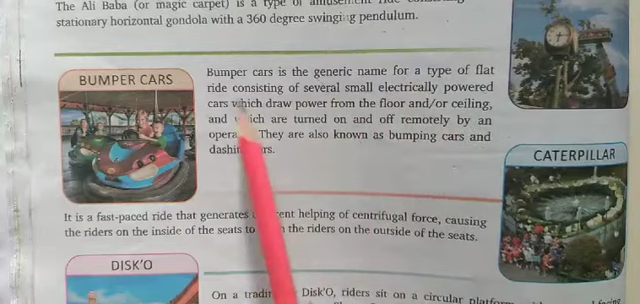 The Ali Baba (or magic carpet) is a type of amusement ride
stationary horizontal gondola with a 360 degree swinging pendulum.
BUMPER CARS
Bumper cars is the generic name for a type of flat
ride consisting of several small electrically powered
cars which draw power from the floor and/or ceiling,
and which are turned on and off remotely by an
They are also known as bumping cars and
CATERPILLAR
It is a fast-paced ride that generates helping of centrifugal force, causing
the riders on the inside of the seats to the riders on the outside of the seats.
DISK'O
On a Disk'O, riders sit on a circular